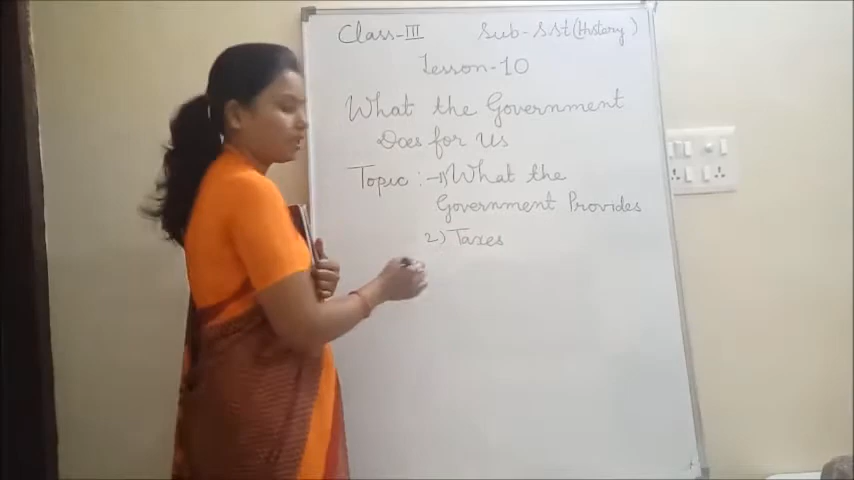 Class-III Sub-SSt(History)
Lesson-10
What the Government
Does for us
Topic :-1) What the
Government Provides
2) Taxes